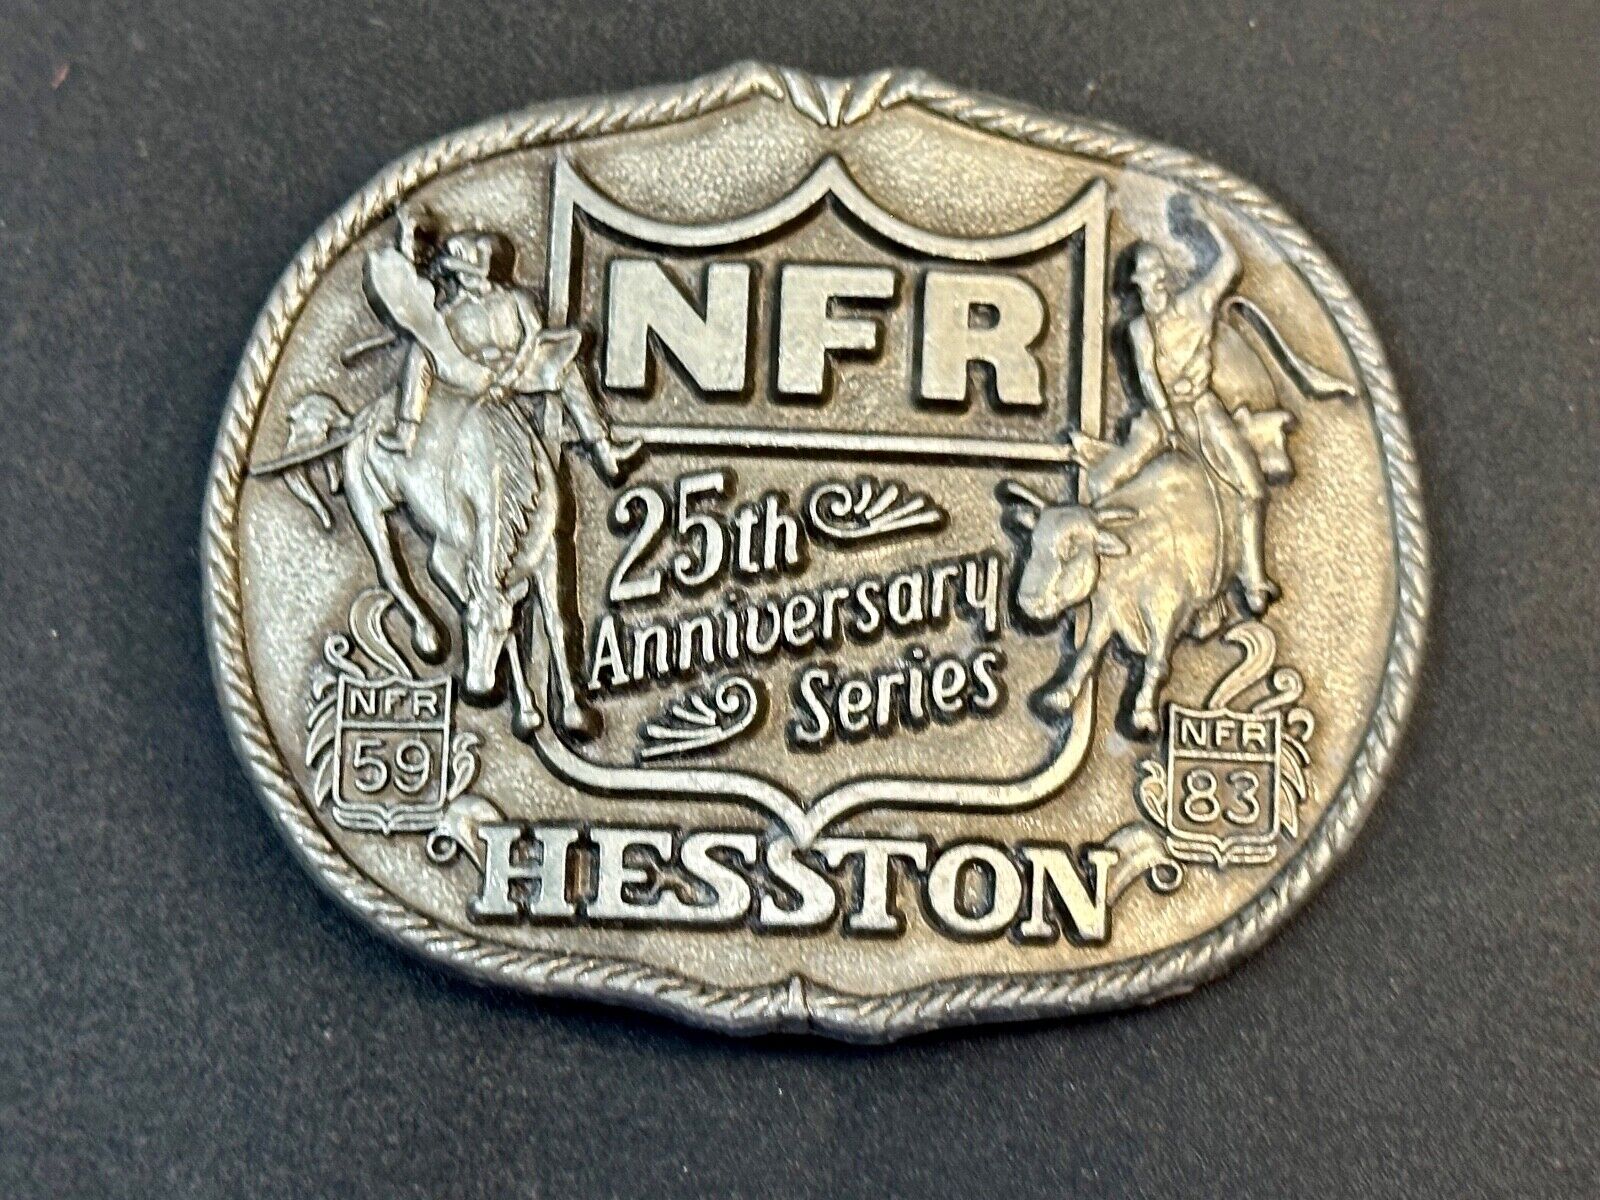 NFR
25th
Anniversary
Series
NFR
59
NFR
83
HESSTON